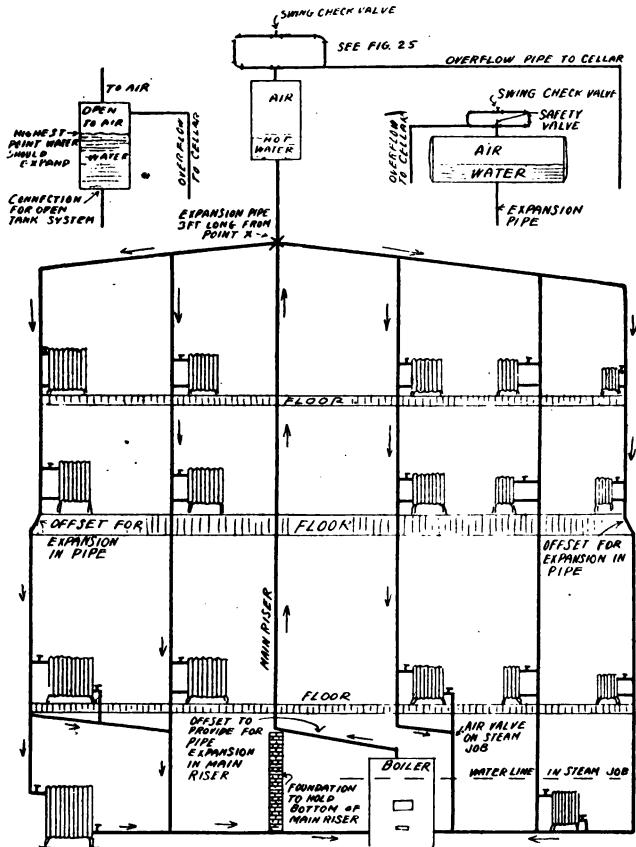 SWING CHECK VALVE
SEE FIG. 25
OVERFLOW PIPE TO CELLAR
TO AIR
OPEN
TO AIR
HIGHEST
POINT WATER
SHOULD
EXPAND
WATER
OVERFLOW
TO CELLAR
CONNECTION
FOR OPEN
TANK SYSTEM
AIR
HOT
WATER
SWING CHECK VALVE
SAFETY
VALVE
OVERFLOW
TO CELLAR
AIR
WATER
EXPANSION
PIPE
EXPANSION PIPE
3FT LONG FROM
POINT X
FLOOR
OFFSET FOR
EXPANSION
IN PIPE
FLOOR
OFFSET FOR
EXPANSION IN
PIPE
MAIN RISER
FLOOR
OFFSET TO
PROVIDE FOR
PIPE
EXPANSION
IN MAIN
RISER
AIR VALVE
ON STEAM
JOB
BOILER
WATER LINE IN STEAM JOB
FOUNDATION
TO HOLD
BOTTOM OF
MAIN RISER